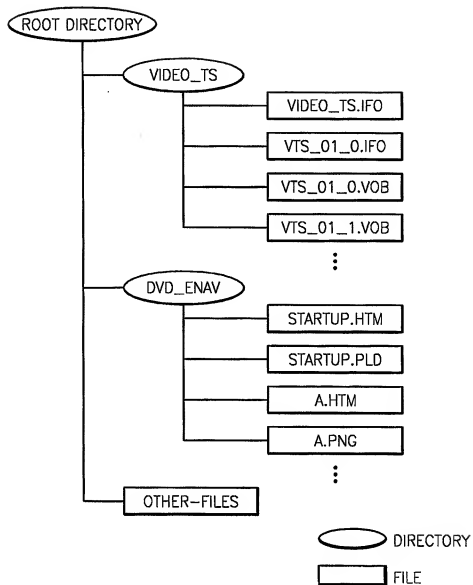 ROOT DIRECTORY
VIDEO_TS
VIDEO_TS.IFO
VTS_01_0.IFO
VTS_01_0.VOB
VTS_01_1.VOB
DVD_ENAV
STARTUP.HTM
STARTUP.PLD
A.HTM
A.PNG
OTHER-FILES
DIRECTORY
FILE